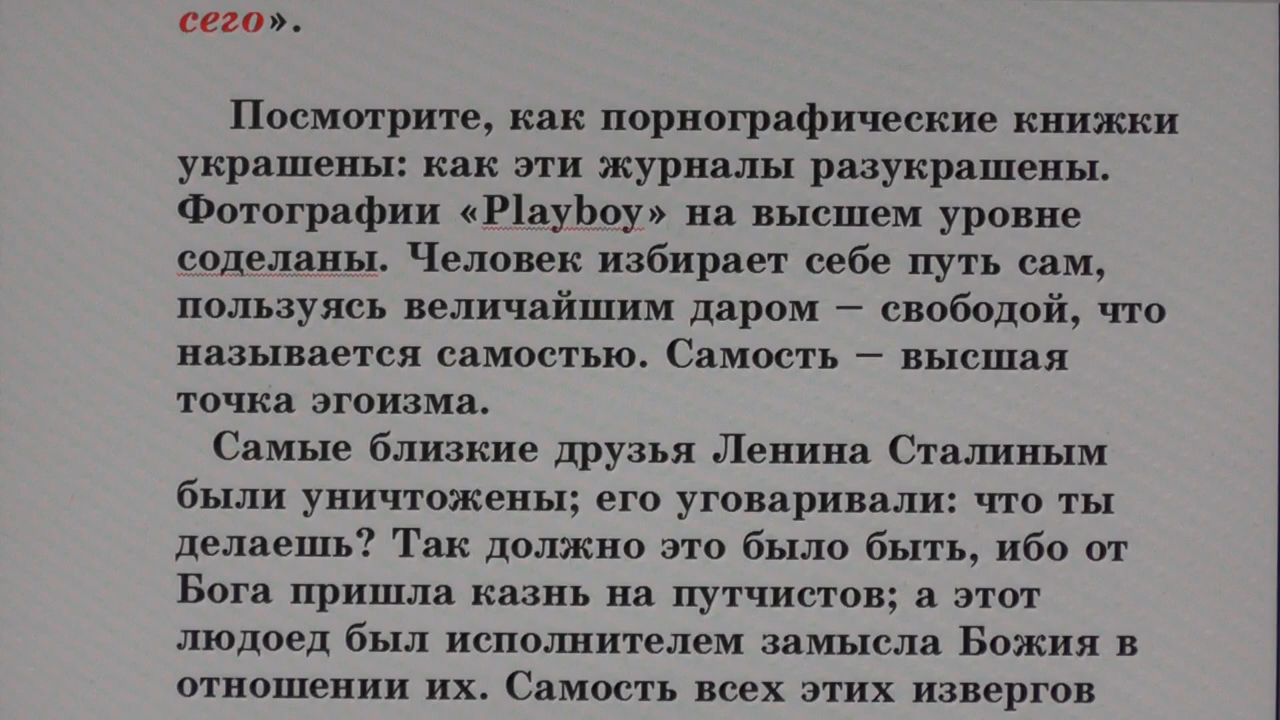 сего».
Посмотрите, как порнографические книжки
украшены: как эти журналы разукрашены.
Фотографии «Playboy» на высшем уровне
соделаны. Человек избирает себе путь сам,
пользуясь величайшим даром – свободой, что
называется самостью. Самость – высшая
точка эгоизма.
Самые близкие друзья Ленина Сталиным
были уничтожены; его уговаривали: что ты
делаешь? Так должно это было быть, ибо от
Бога пришла казнь на путчистов; а этот
людоед был исполнителем замысла Божия в
отношении их. Самость всех этих извергов